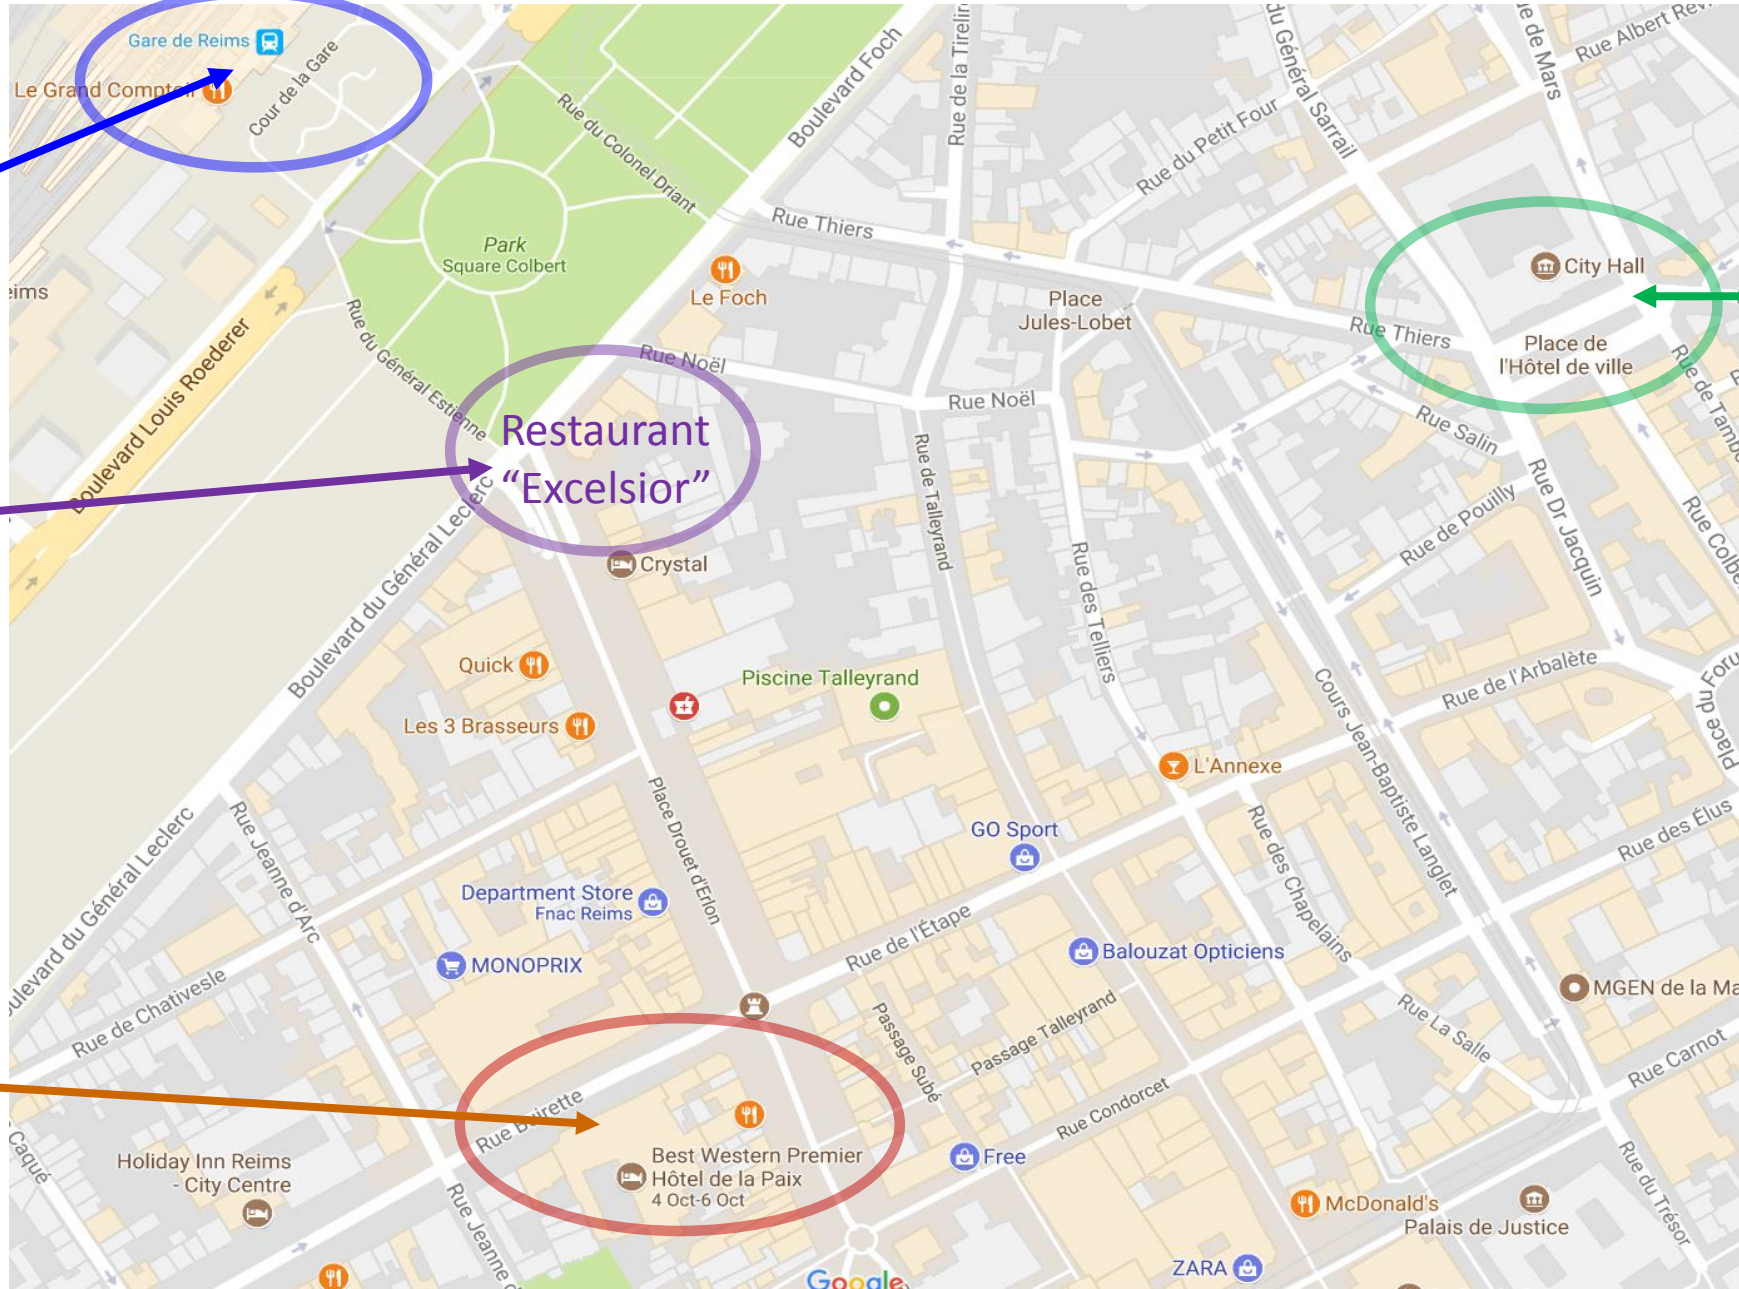 Gare de Reims
Le Grand Comptoir
Cour de la Gare
Rue du Colonel Driant
Boulevard Foch
Rue de la Tirelir
du Général Sarrail
Rue de Mars
Rue Albert Re
Rue du Petit Four
Park
Square Colbert
Rue Thiers
Le Foch
Place
Jules-Lobet
City Hall
Rue Thiers
Place de
l'Hôtel de ville
eims
Boulevard Louis Roederer
Rue du Général Estienne
Rue Noël
Rue Noël
Restaurant
“Excelsior”
Rue de Talleyrand
Rue Salin
Rue de Tambo
Rue Dr Jacquin
Rue de Pouilly
Rue Colbe
Boulevard du Général Leclerc
Crystal
Rue des Telliers
Quick
Les 3 Brasseurs
Piscine Talleyrand
Cours Jean-Baptiste Langlet
Rue de l'Arbalète
Place du Foru
L'Annexe
Place Drouet d'Erlon
Rue Jeanne d'Arc
oulevard du Général Leclerc
GO Sport
Rue des Chapelains
Rue des Élus
Department Store
Fnac Reims
MONOPRIX
Rue de l'Étape
Balouzat Opticiens
MGEN de la Ma
Rue de Chativesle
Passage Subé
Passage Talleyrand
Rue La Salle
Rue Carnot
Rue Buirette
Rue Condorcet
Caqué
Holiday Inn Reims
- City Centre
Best Western Premier
Hôtel de la Paix
4 Oct-6 Oct
Free
McDonald's
Palais de Justice
Rue du Trésor
Rue Jeanne d
ZARA
Google